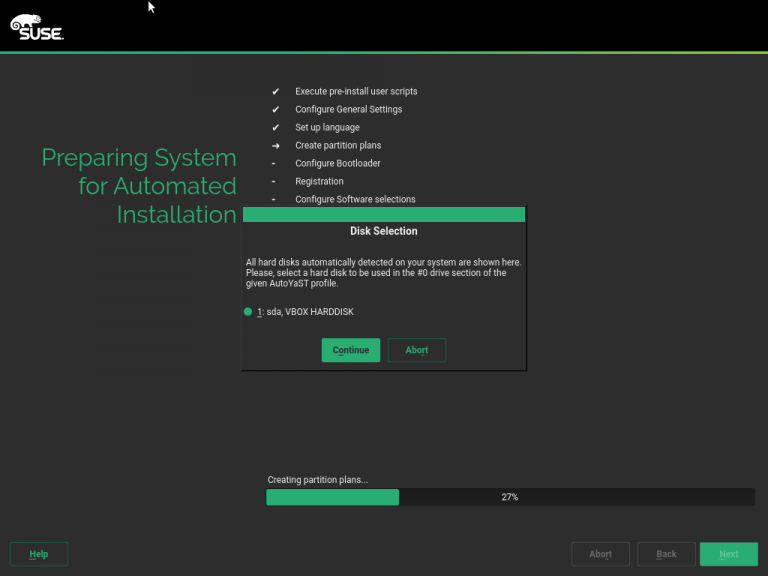 SUSE
Execute pre-install user scripts
Configure General Settings
Set up language
Create partition plans
Configure Bootloader
Registration
Configure Software selections
Preparing System
for Automated
Installation
Disk Selection
All hard disks automatically detected on your system are shown here.
Please, select a hard disk to be used in the #0 drive section of the
given AutoYaST profile.
1: sda, VBOX HARDDISK
Continue
Abort
Creating partition plans...
27%
Help
Abort
Back
Next